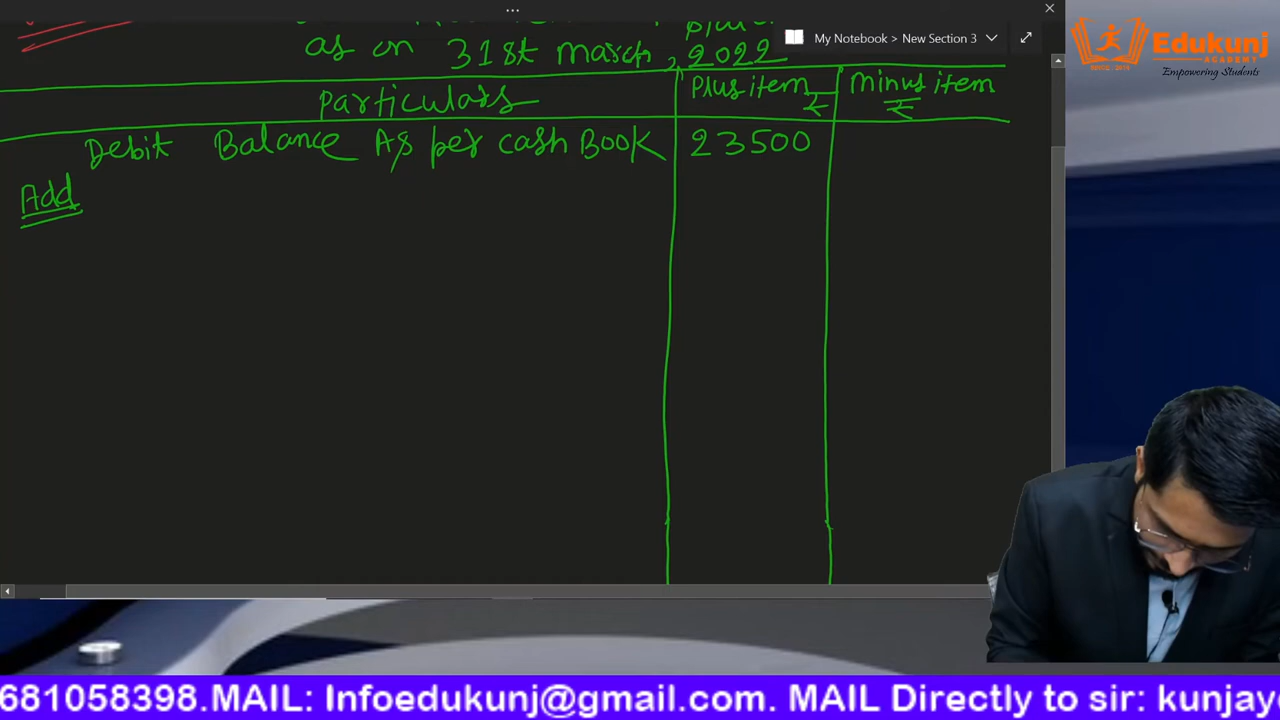 ...
My Notebook > New Section 3
Edukunj
ACADEMY
Empowering Students
as on 31st march, 2022
Particulars
Plus item
₹
minus item
₹
Debit Balance As per cash Book 23500
Add
681058398.MAIL: Infoedukunj@gmail.com. MAIL Directly to sir: kunjay